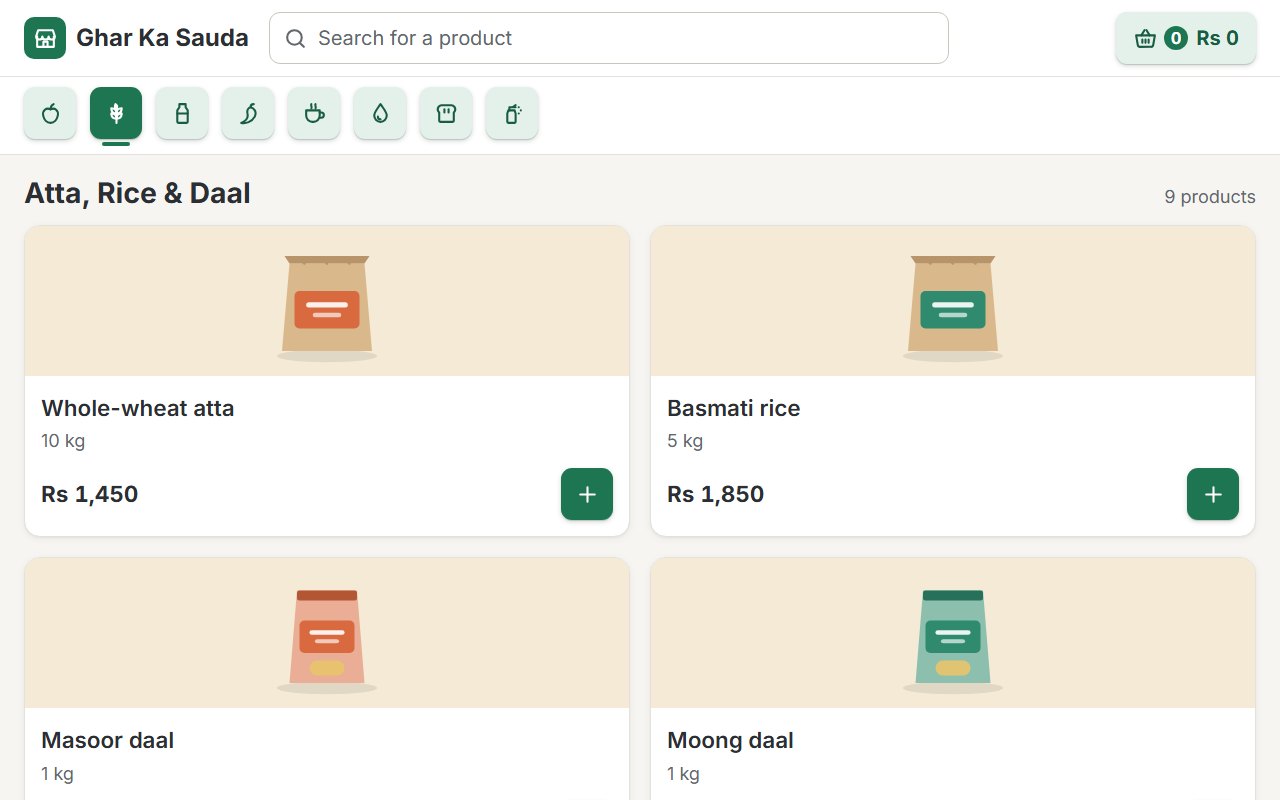 Ghar Ka Sauda
Search for a product
0 Rs 0
Atta, Rice & Daal
9 products
Whole-wheat atta
10 kg
Rs 1,450
Basmati rice
5 kg
Rs 1,850
Masoor daal
1 kg
Moong daal
1 kg